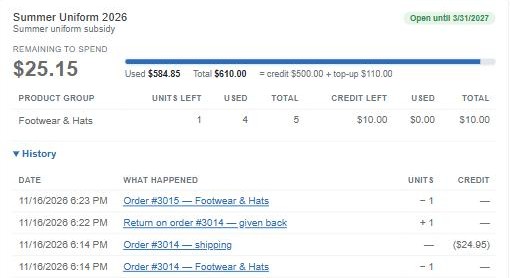 Summer Uniform 2026
Open until 3/31/2027
Summer uniform subsidy
REMAINING TO SPEND
$25.15
Used $584.85 Total $610.00 = credit $500.00 + top-up $110.00
PRODUCT GROUP UNITS LEFT USED TOTAL CREDIT LEFT USED TOTAL
Footwear & Hats 1 4 5 $10.00 $0.00 $10.00
▼ History
DATE WHAT HAPPENED UNITS CREDIT
11/16/2026 6:23 PM Order #3015 — Footwear & Hats − 1 —
11/16/2026 6:22 PM Return on order #3014 — given back + 1 —
11/16/2026 6:14 PM Order #3014 — shipping — ($24.95)
11/16/2026 6:14 PM Order #3014 — Footwear & Hats − 1 —